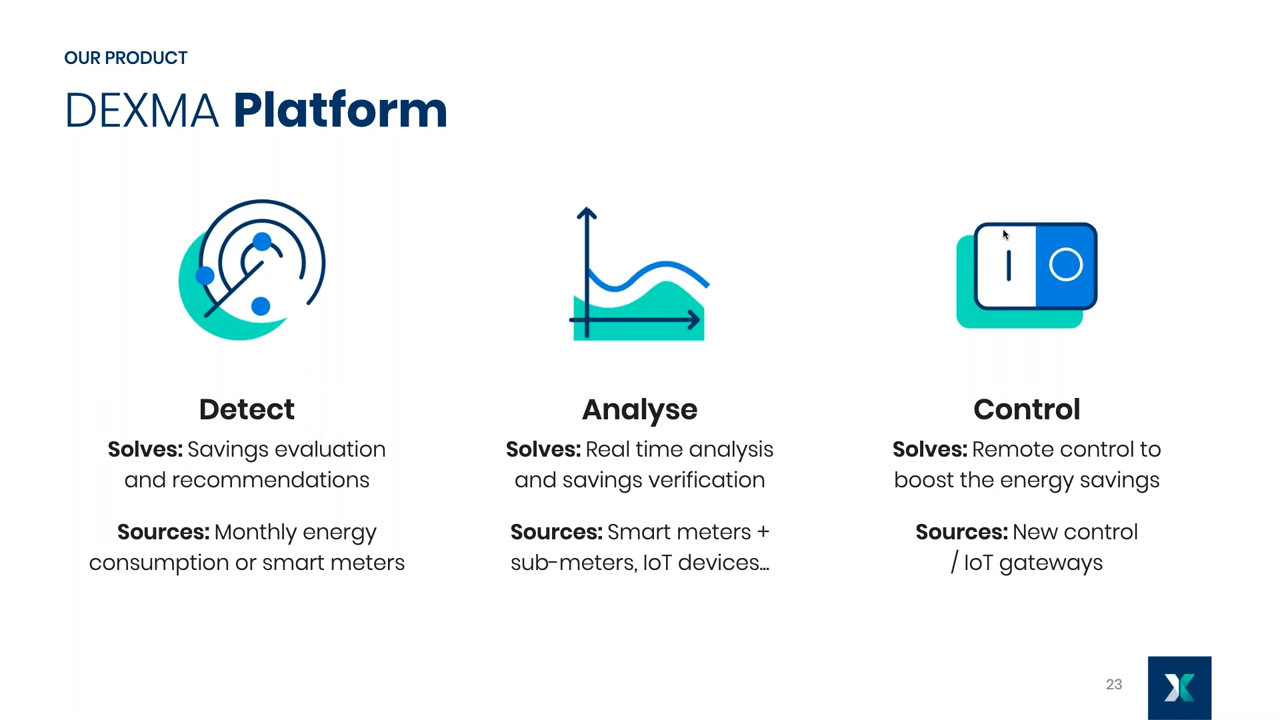 OUR PRODUCT
DEXMA Platform
Detect
Solves: Savings evaluation
and recommendations
Sources: Monthly energy
consumption or smart meters
Analyse
Solves: Real time analysis
and savings verification
Sources: Smart meters +
sub-meters, IoT devices...
Control
Solves: Remote control to
boost the energy savings
Sources: New control
/ IoT gateways
23